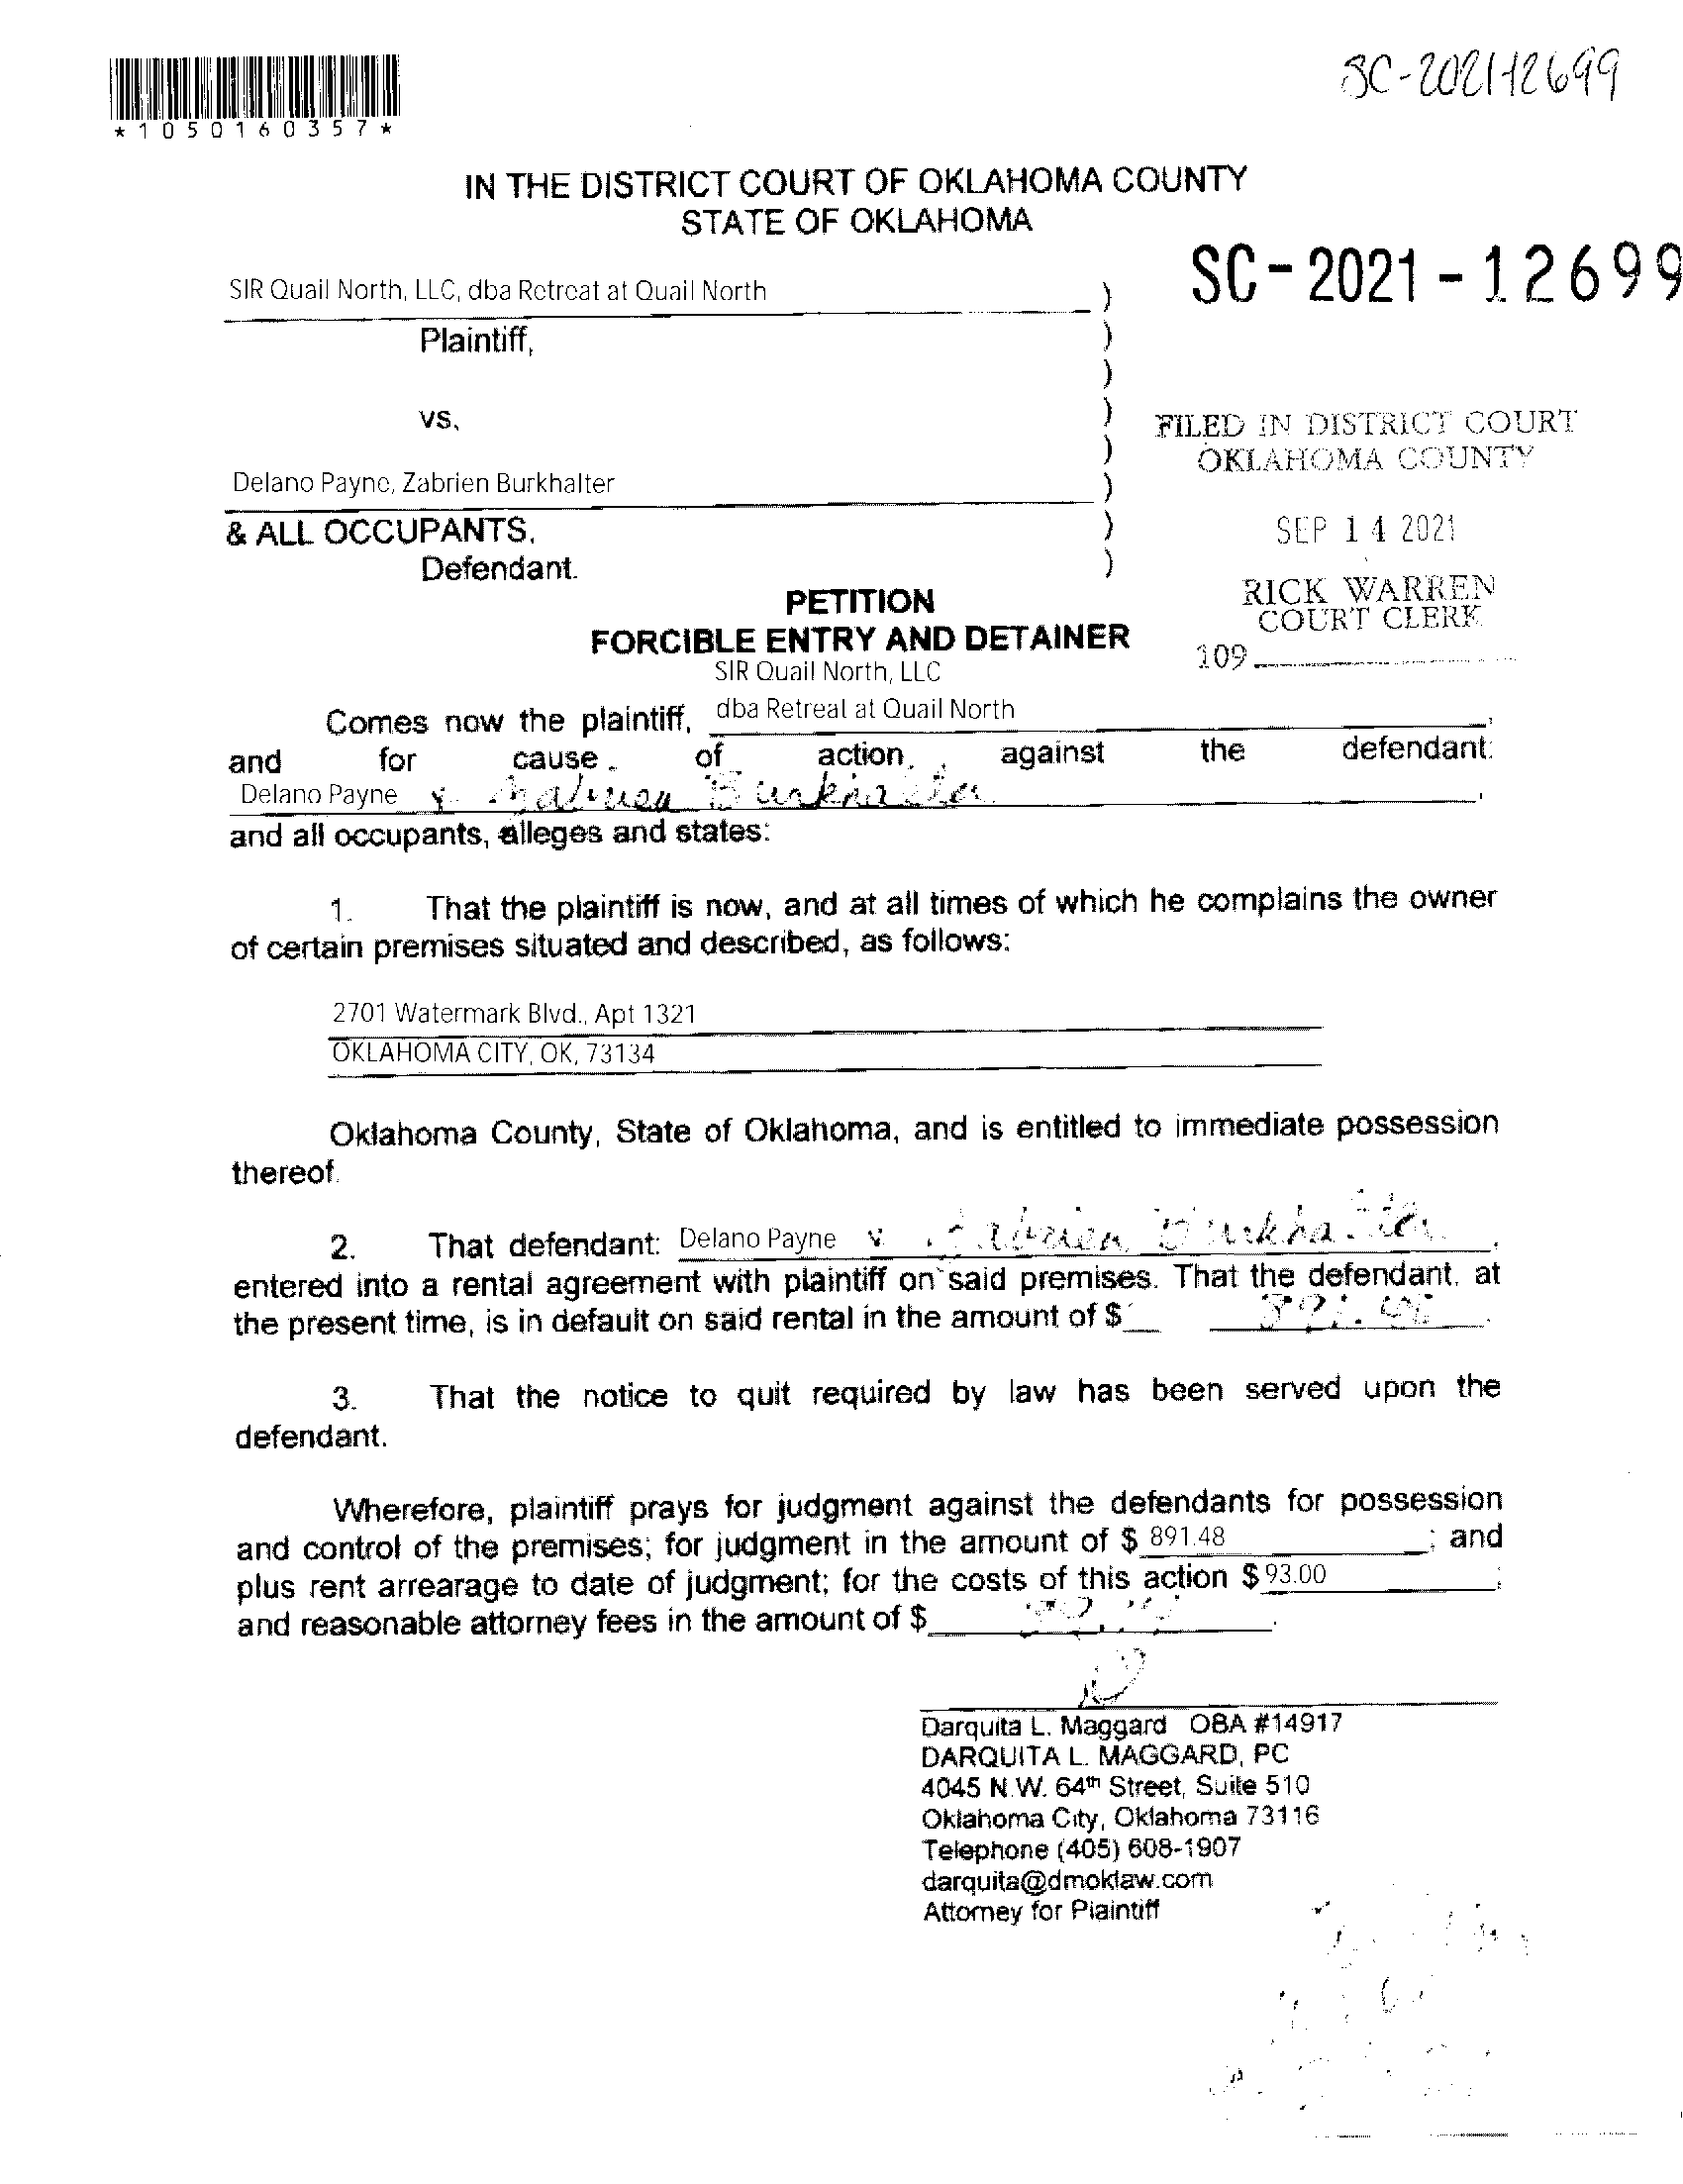 SC-2021-12699
*1050160357*
IN THE DISTRICT COURT OF OKLAHOMA COUNTY
STATE OF OKLAHOMA
SC-2021-12699
SIR Quail North, LLC, dba Retreat at Quail North )
Plaintiff, )
)
vs. )
FILED IN DISTRICT COURT
OKLAHOMA COUNTY
)
Delano Payne, Zabrien Burkhalter )
& ALL OCCUPANTS, )
SEP 14 2021
Defendant. )
RICK WARREN
COURT CLERK
109
PETITION
FORCIBLE ENTRY AND DETAINER
SIR Quail North, LLC
Comes now the plaintiff, dba Retreat at Quail North,
and for cause of action, against the defendant:
Delano Payne & Zabrien Burkhalter,
and all occupants, alleges and states:
1. That the plaintiff is now, and at all times of which he complains the owner
of certain premises situated and described, as follows:
2701 Watermark Blvd., Apt 1321
OKLAHOMA CITY, OK, 73134
Oklahoma County, State of Oklahoma, and is entitled to immediate possession
thereof.
2. That defendant: Delano Payne & Zabrien Burkhalter,
entered into a rental agreement with plaintiff on said premises. That the defendant, at
the present time, is in default on said rental in the amount of $ 891.48.
3. That the notice to quit required by law has been served upon the
defendant.
Wherefore, plaintiff prays for judgment against the defendants for possession
and control of the premises; for judgment in the amount of $ 891.48; and
plus rent arrearage to date of judgment; for the costs of this action $ 93.00;
and reasonable attorney fees in the amount of $
Darquita L. Maggard OBA #14917
DARQUITA L. MAGGARD, PC
4045 N.W. 64th Street, Suite 510
Oklahoma City, Oklahoma 73116
Telephone (405) 608-1907
darquita@dmoklaw.com
Attorney for Plaintiff